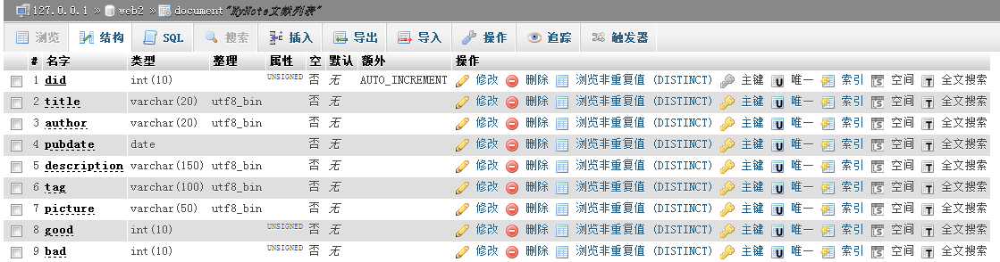 127.0.0.1 » web2 » document "MyNote文献列表"
浏览 结构 SQL 搜索 插入 导出 导入 操作 追踪 触发器
# 名字 类型 整理 属性 空 默认 额外 操作
1 did int(10) UNSIGNED 否 无 AUTO_INCREMENT 修改 删除 浏览非重复值 (DISTINCT) 主键 U 唯一 索引 S 空间 T 全文搜索
2 title varchar(20) utf8_bin 否 无 修改 删除 浏览非重复值 (DISTINCT) 主键 U 唯一 索引 S 空间 T 全文搜索
3 author varchar(20) utf8_bin 否 无 修改 删除 浏览非重复值 (DISTINCT) 主键 U 唯一 索引 S 空间 T 全文搜索
4 pubdate date 否 无 修改 删除 浏览非重复值 (DISTINCT) 主键 U 唯一 索引 S 空间 T 全文搜索
5 description varchar(150) utf8_bin 否 无 修改 删除 浏览非重复值 (DISTINCT) 主键 U 唯一 索引 S 空间 T 全文搜索
6 tag varchar(100) utf8_bin 否 无 修改 删除 浏览非重复值 (DISTINCT) 主键 U 唯一 索引 S 空间 T 全文搜索
7 picture varchar(50) utf8_bin 否 无 修改 删除 浏览非重复值 (DISTINCT) 主键 U 唯一 索引 S 空间 T 全文搜索
8 good int(10) UNSIGNED 否 无 修改 删除 浏览非重复值 (DISTINCT) 主键 U 唯一 索引 S 空间 T 全文搜索
9 bad int(10) UNSIGNED 否 无 修改 删除 浏览非重复值 (DISTINCT) 主键 U 唯一 索引 S 空间 T 全文搜索